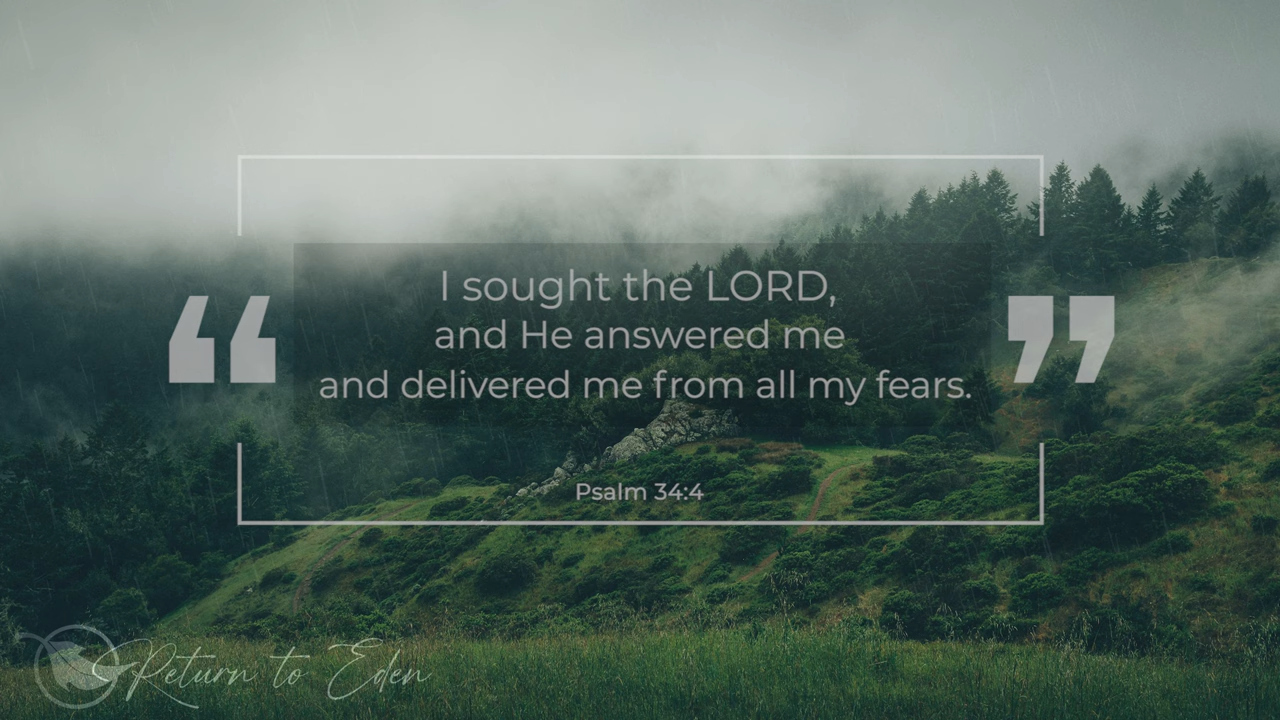 “
I sought the LORD,
and He answered me
and delivered me from all my fears.
”
Psalm 34:4
Return to Eden